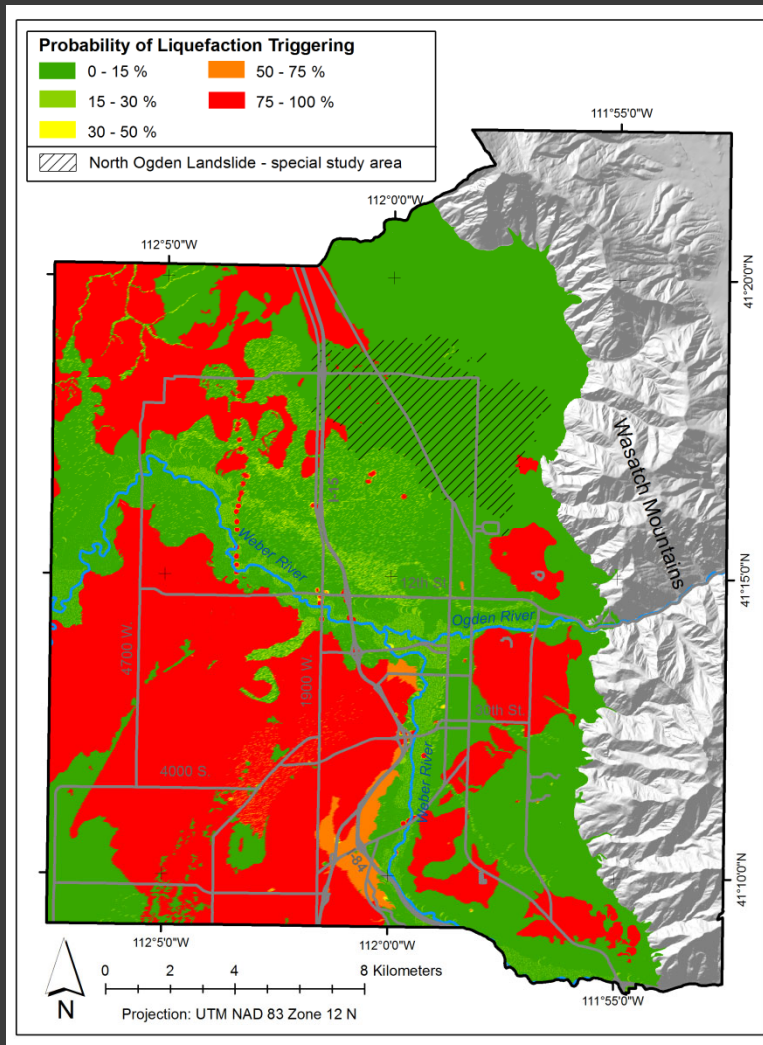 Probability of Liquefaction Triggering
0 - 15 %
50 - 75 %
15 - 30 %
75 - 100 %
30 - 50 %
North Ogden Landslide - special study area
111°55'0"W
112°0'0"W
112°5'0"W
41°20'0"N
Wasatch Mountains
I-15
Weber River
41°15'0"N
12th St.
Ogden River
4700 W.
1900 W.
30th St.
4000 S.
Weber River
I-84
41°10'0"N
112°5'0"W
112°0'0"W
111°55'0"W
N
0 2 4 8 Kilometers
Projection: UTM NAD 83 Zone 12 N